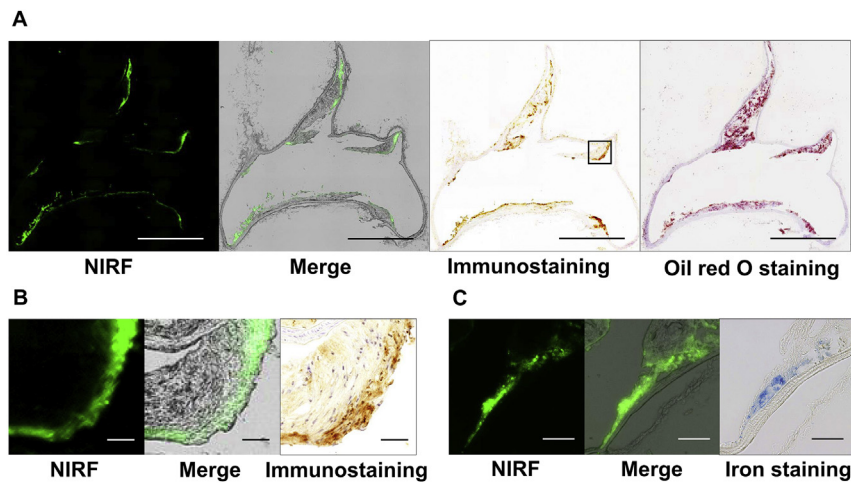 A
NIRF Merge Immunostaining Oil red O staining
B
C
NIRF Merge Immunostaining
NIRF Merge Iron staining